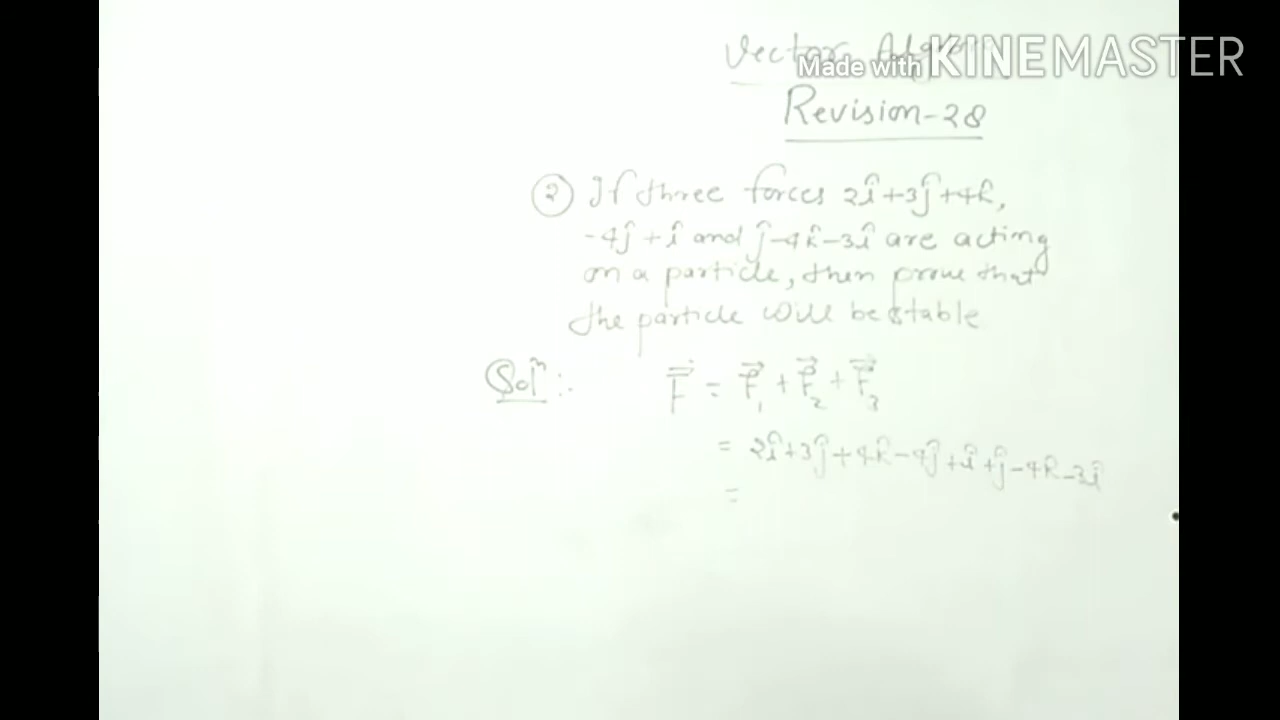 Vector Alg
Made with KINEMASTER
Revision-28
② If three forces 2î+3ĵ+4k̂,
-4ĵ+î and ĵ-4k̂-3î are acting
on a particle, then prove that
the particle will be stable
Solⁿ:
F⃗ = F⃗₁ + F⃗₂ + F⃗₃
= 2î+3ĵ+4k̂-4ĵ+î+ĵ-4k̂-3î
=